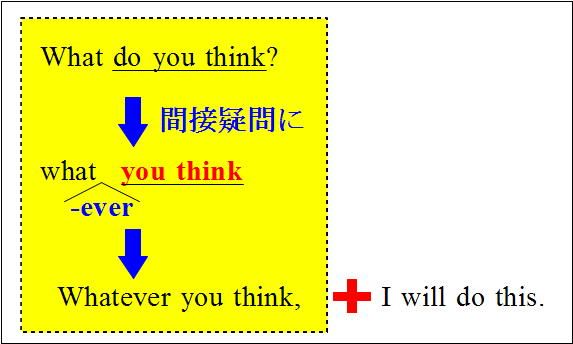 What do you think?
間接疑問に
what you think
-ever
Whatever you think, + I will do this.